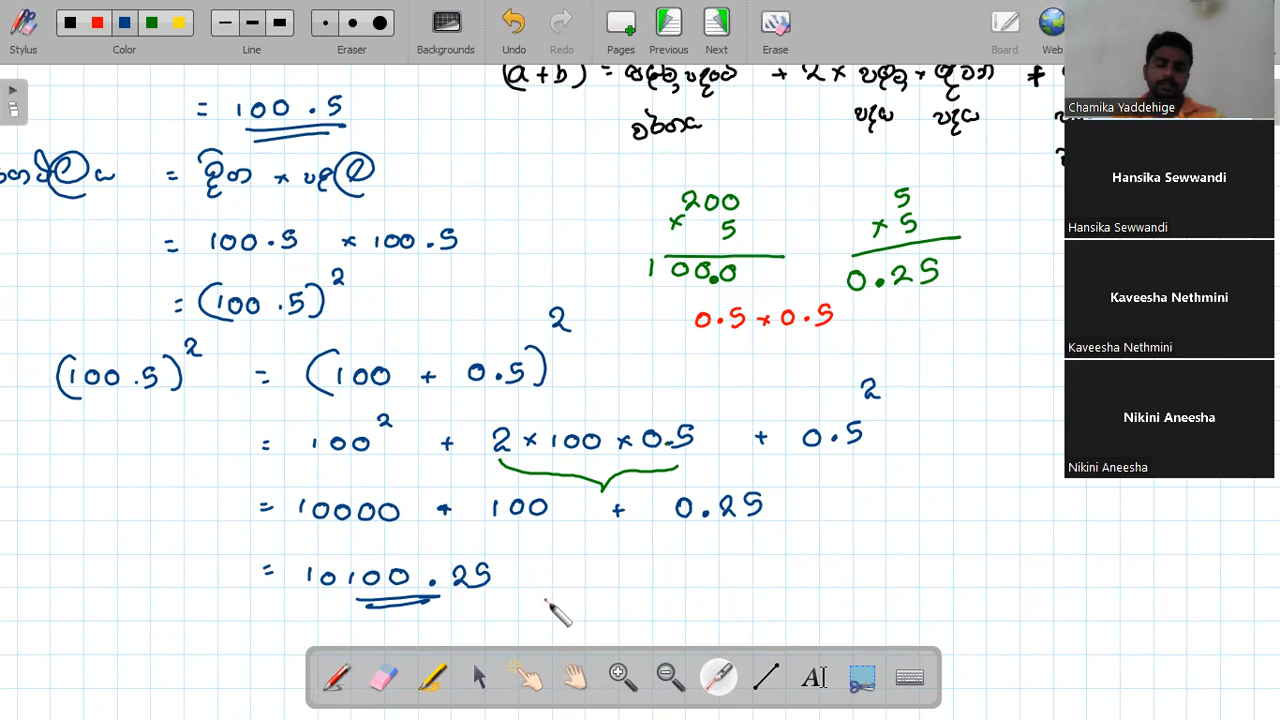 Stylus
Color
Line
Eraser
Backgrounds
Undo
Redo
Pages
Previous
Next
Erase
Board
Web
Chamika Yaddehige
Hansika Sewwandi
Hansika Sewwandi
Kaveesha Nethmini
Kaveesha Nethmini
Nikini Aneesha
Nikini Aneesha
(a+b) =
+ 2 ×
= 100.5
= ×
= 100.5 × 100.5
= (100.5)²
(100.5)² = (100 + 0.5)²
= 100² + 2 × 100 × 0.5 + 0.5²
= 10000 + 100 + 0.25
= 10100.25
200
× 5
100.0
5
× 5
0.25
0.5 × 0.5